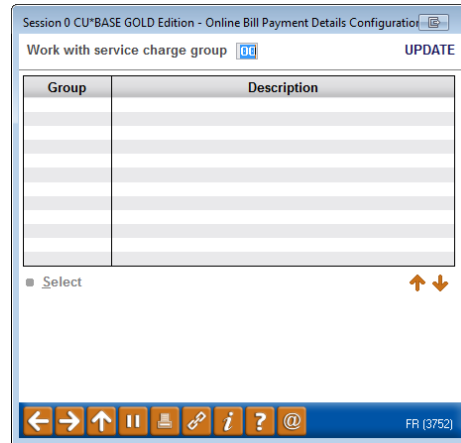 Session 0 CU*BASE GOLD Edition - Online Bill Payment Details Configuration
Work with service charge group 00 UPDATE
Group Description
Select
i ? @ FR (3752)